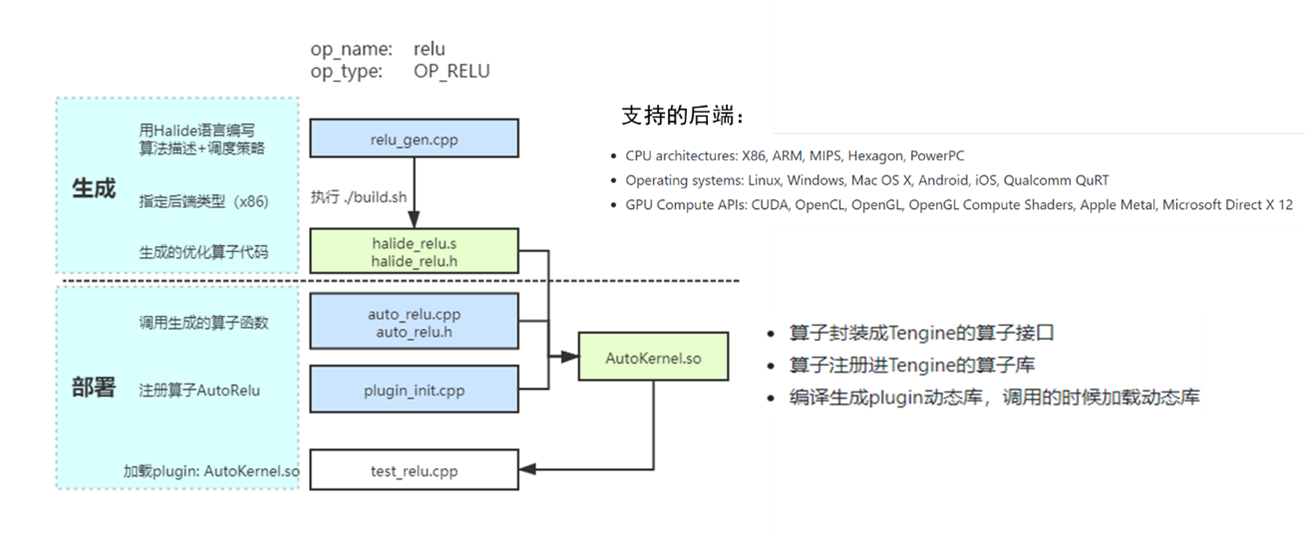 op_name: relu
op_type: OP_RELU
用Halide语言编写
算法描述+调度策略
生成
指定后端类型（x86)
生成的优化算子代码
relu_gen.cpp
执行 ./build.sh
halide_relu.s
halide_relu.h
支持的后端：
• CPU architectures: X86, ARM, MIPS, Hexagon, PowerPC
• Operating systems: Linux, Windows, Mac OS X, Android, iOS, Qualcomm QuRT
• GPU Compute APIs: CUDA, OpenCL, OpenGL, OpenGL Compute Shaders, Apple Metal, Microsoft Direct X 12
调用生成的算子函数
部署
注册算子AutoRelu
加载plugin: AutoKernel.so
auto_relu.cpp
auto_relu.h
plugin_init.cpp
test_relu.cpp
AutoKernel.so
• 算子封装成Tengine的算子接口
• 算子注册进Tengine的算子库
• 编译生成plugin动态库，调用的时候加载动态库